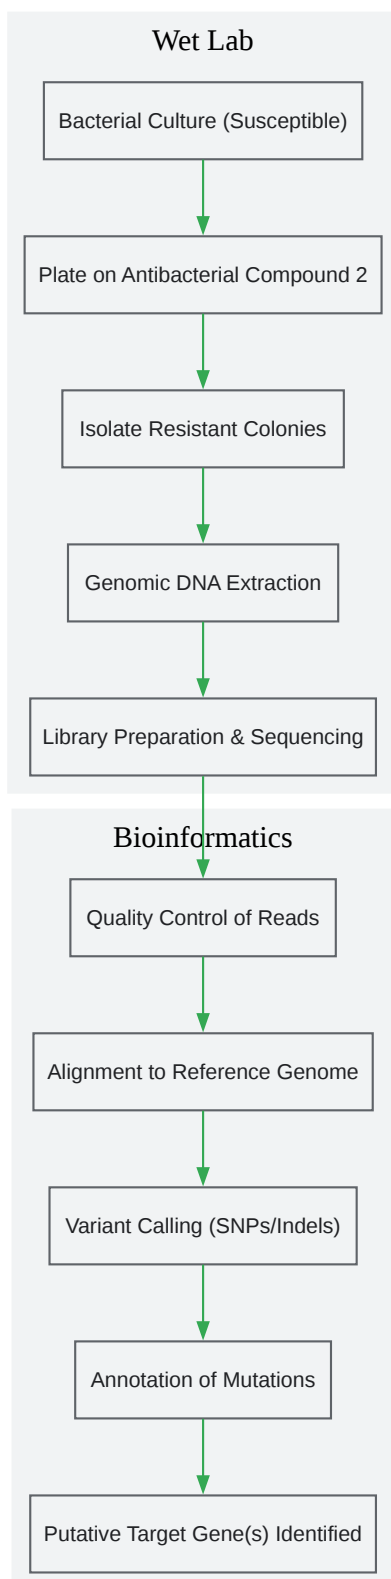 Wet Lab
Bacterial Culture (Susceptible)
Plate on Antibacterial Compound 2
Isolate Resistant Colonies
Genomic DNA Extraction
Library Preparation & Sequencing
Bioinformatics
Quality Control of Reads
Alignment to Reference Genome
Variant Calling (SNPs/Indels)
Annotation of Mutations
Putative Target Gene(s) Identified